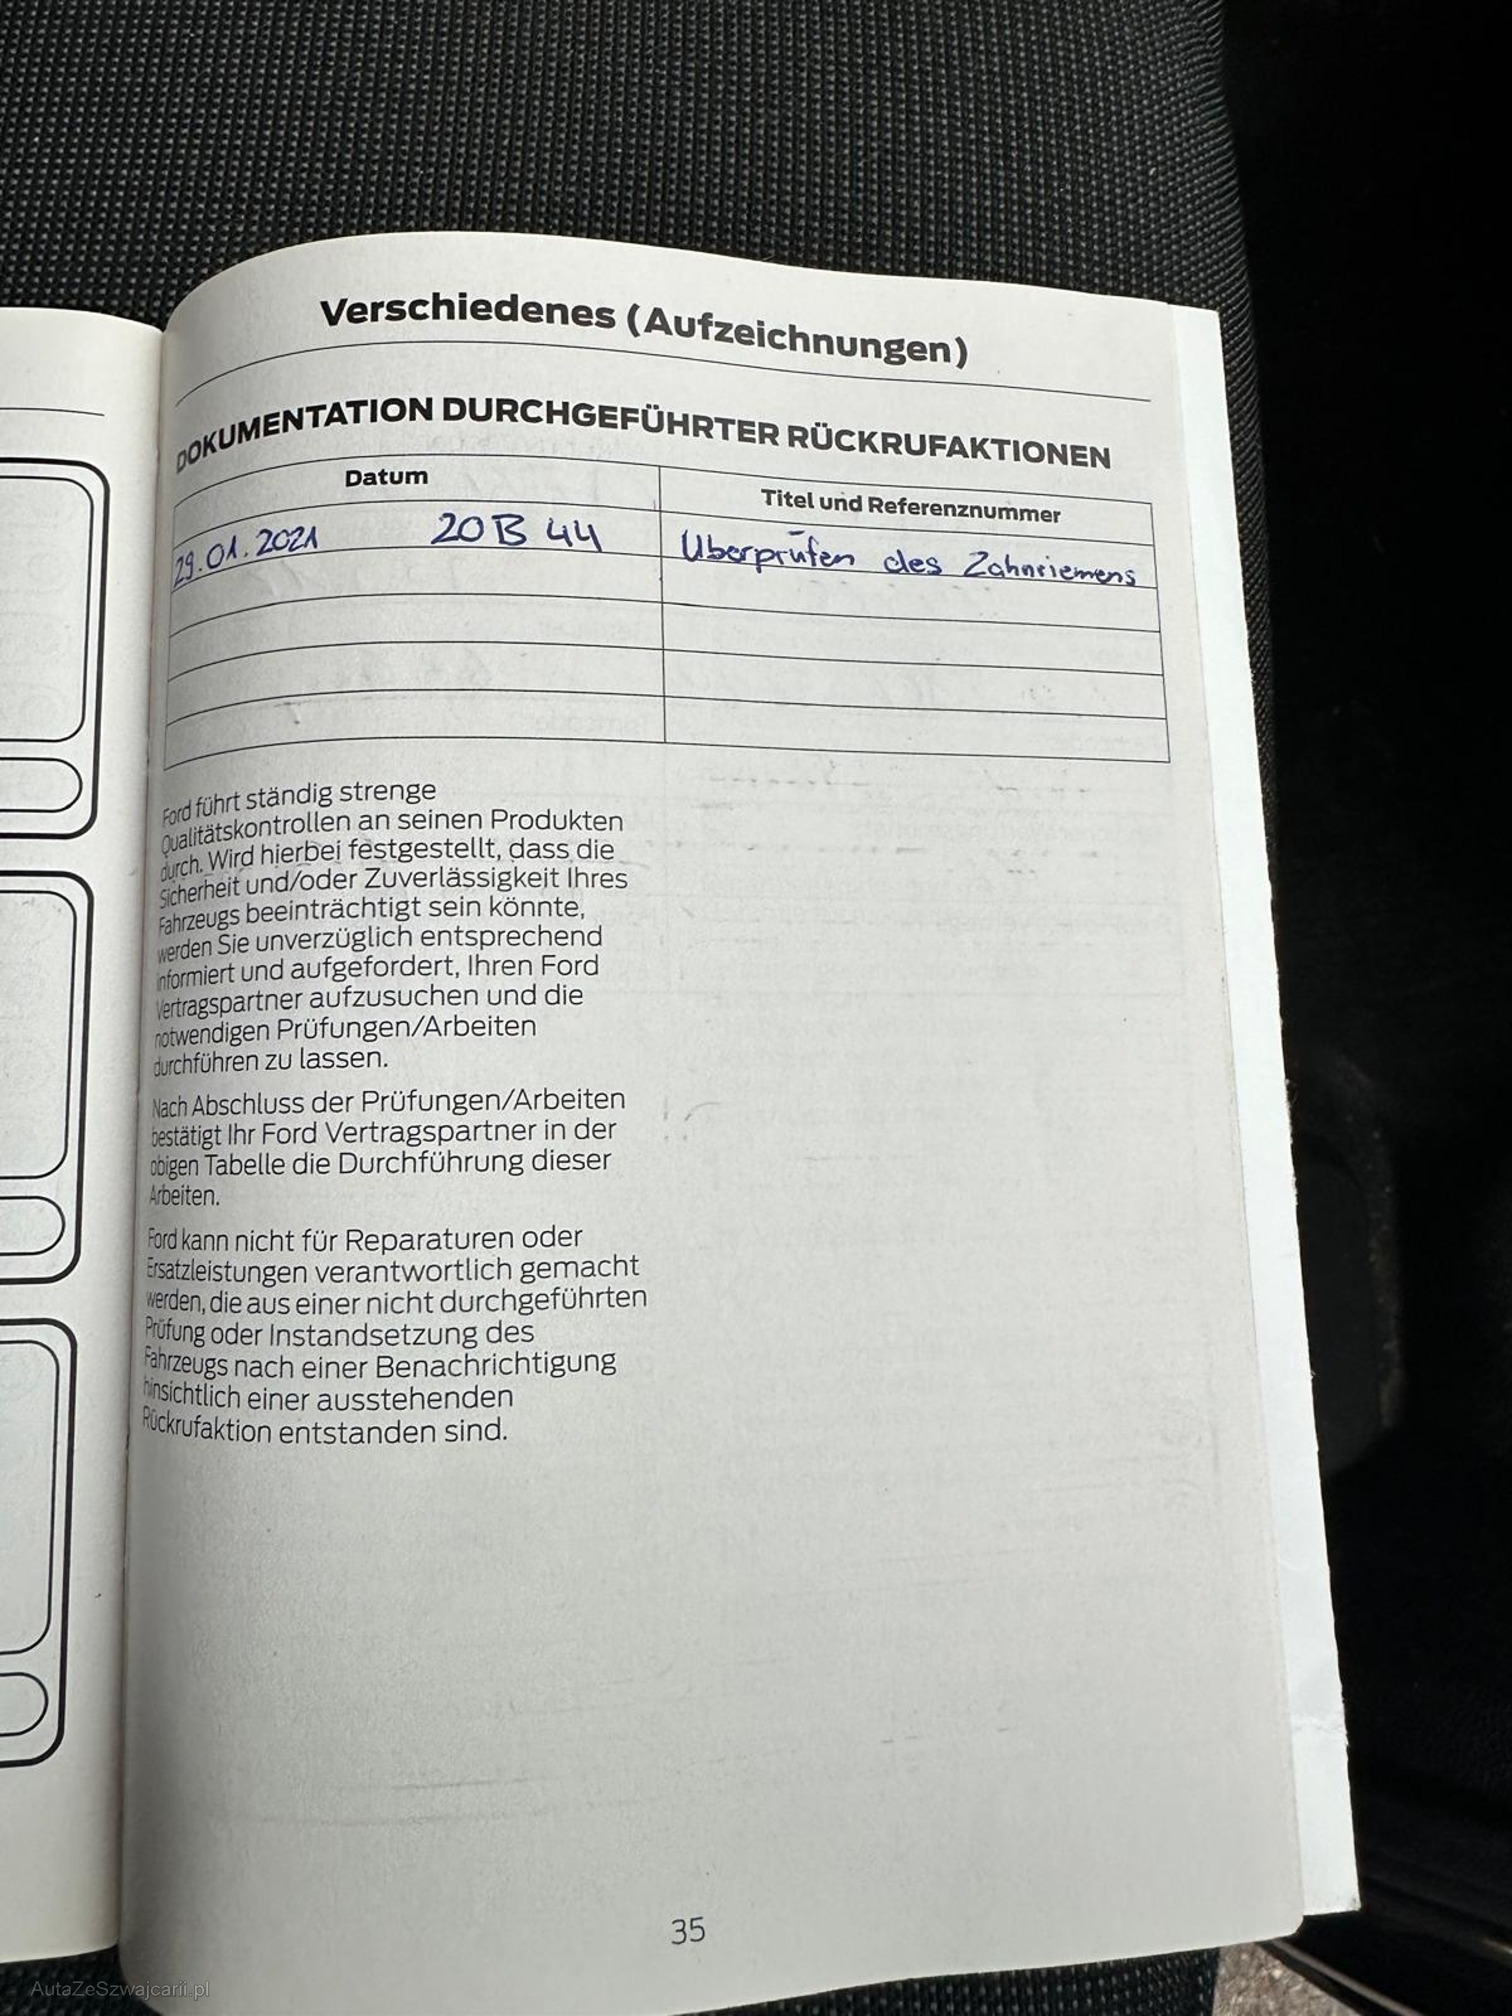 Verschiedenes (Aufzeichnungen)
DOKUMENTATION DURCHGEFÜHRTER RÜCKRUFAKTIONEN
Datum
Titel und Referenznummer
29.01.2021 20B 44
Überprüfen des Zahnriemens
Ford führt ständig strenge
Qualitätskontrollen an seinen Produkten
durch. Wird hierbei festgestellt, dass die
Sicherheit und/oder Zuverlässigkeit Ihres
Fahrzeugs beeinträchtigt sein könnte,
werden Sie unverzüglich entsprechend
informiert und aufgefordert, Ihren Ford
Vertragspartner aufzusuchen und die
notwendigen Prüfungen/Arbeiten
durchführen zu lassen.
Nach Abschluss der Prüfungen/Arbeiten
bestätigt Ihr Ford Vertragspartner in der
obigen Tabelle die Durchführung dieser
Arbeiten.
Ford kann nicht für Reparaturen oder
Ersatzleistungen verantwortlich gemacht
werden, die aus einer nicht durchgeführten
Prüfung oder Instandsetzung des
Fahrzeugs nach einer Benachrichtigung
hinsichtlich einer ausstehenden
Rückrufaktion entstanden sind.
35
AutaZeSzwajcarii.pl